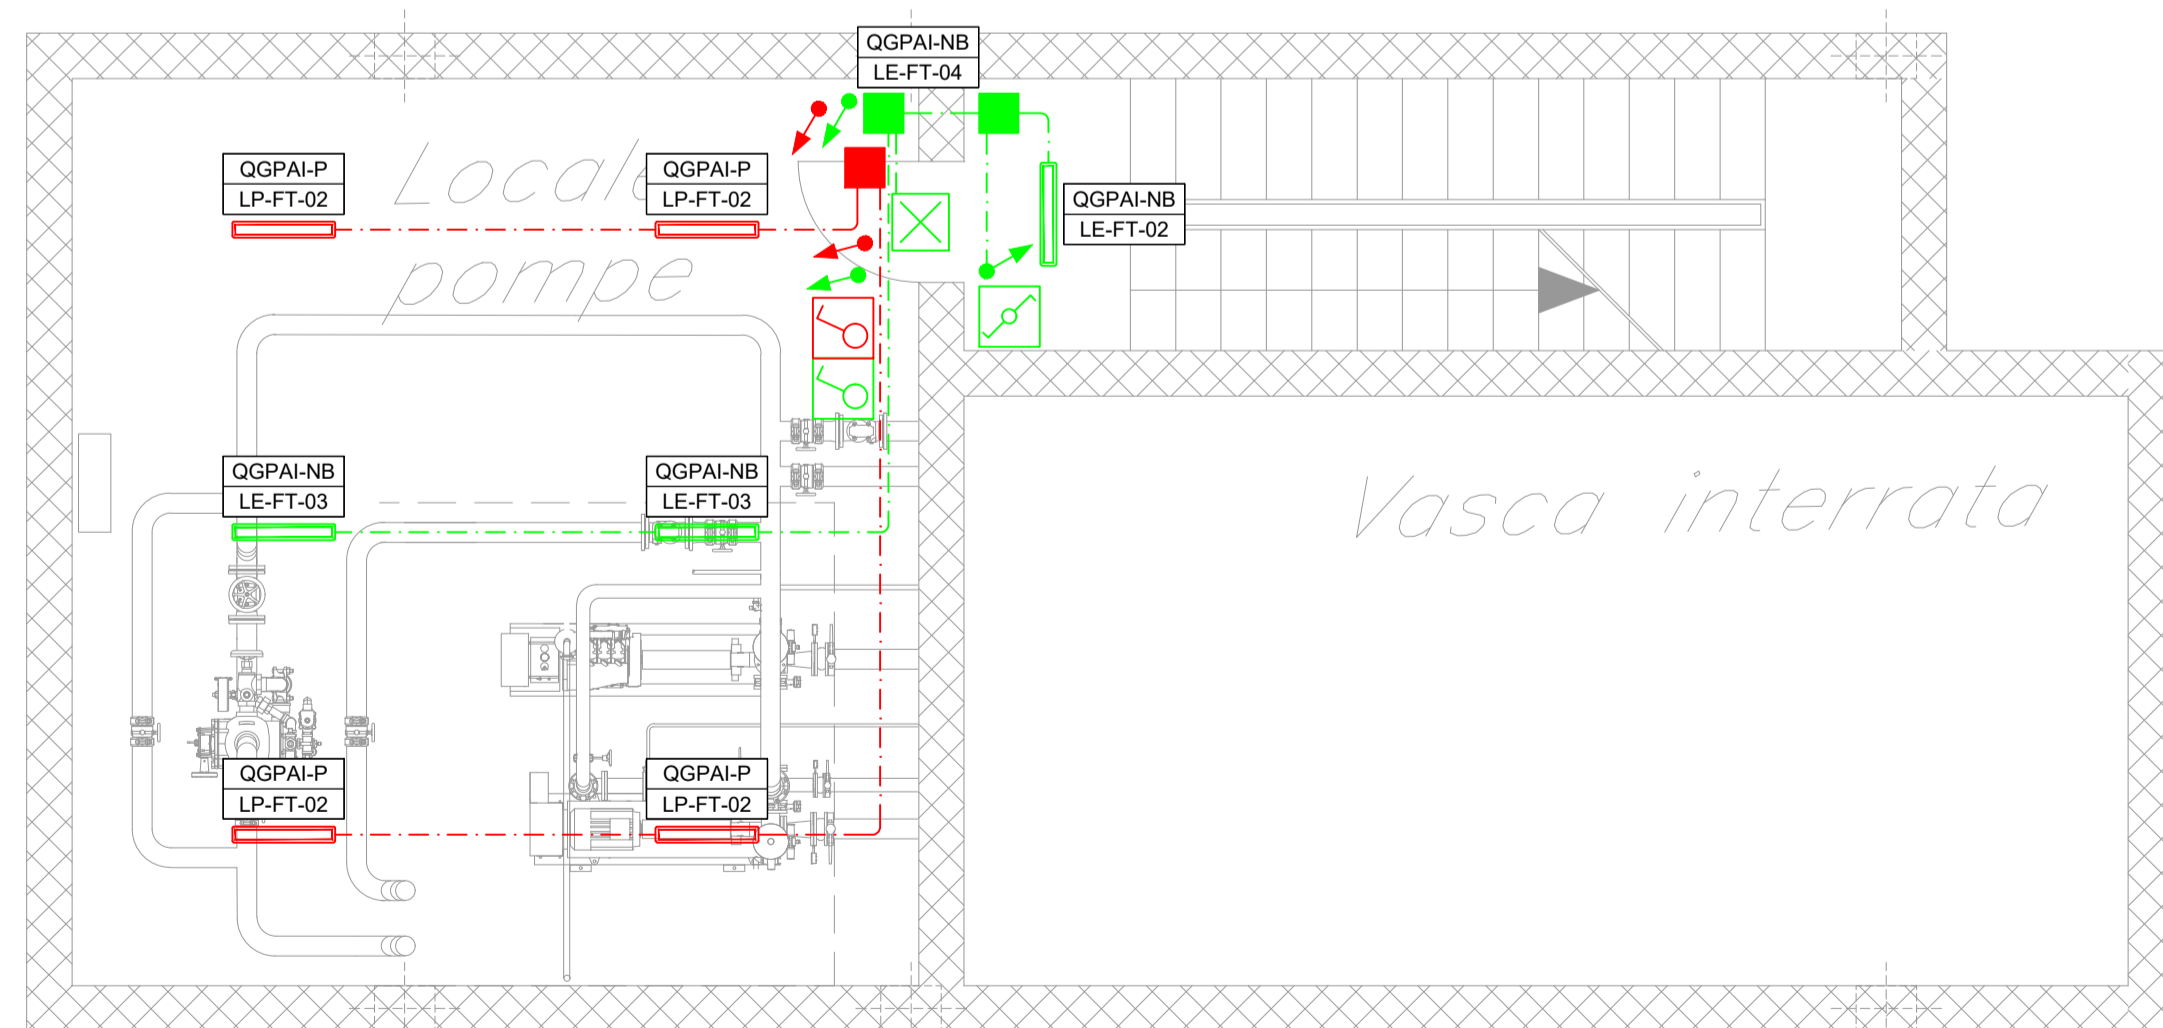 QGPAI-NB
LE-FT-04
QGPAI-P
LP-FT-02
Locale
QGPAI-P
LP-FT-02
QGPAI-NB
LE-FT-02
pompe
QGPAI-NB
LE-FT-03
QGPAI-NB
LE-FT-03
Vasca interrata
QGPAI-P
LP-FT-02
QGPAI-P
LP-FT-02